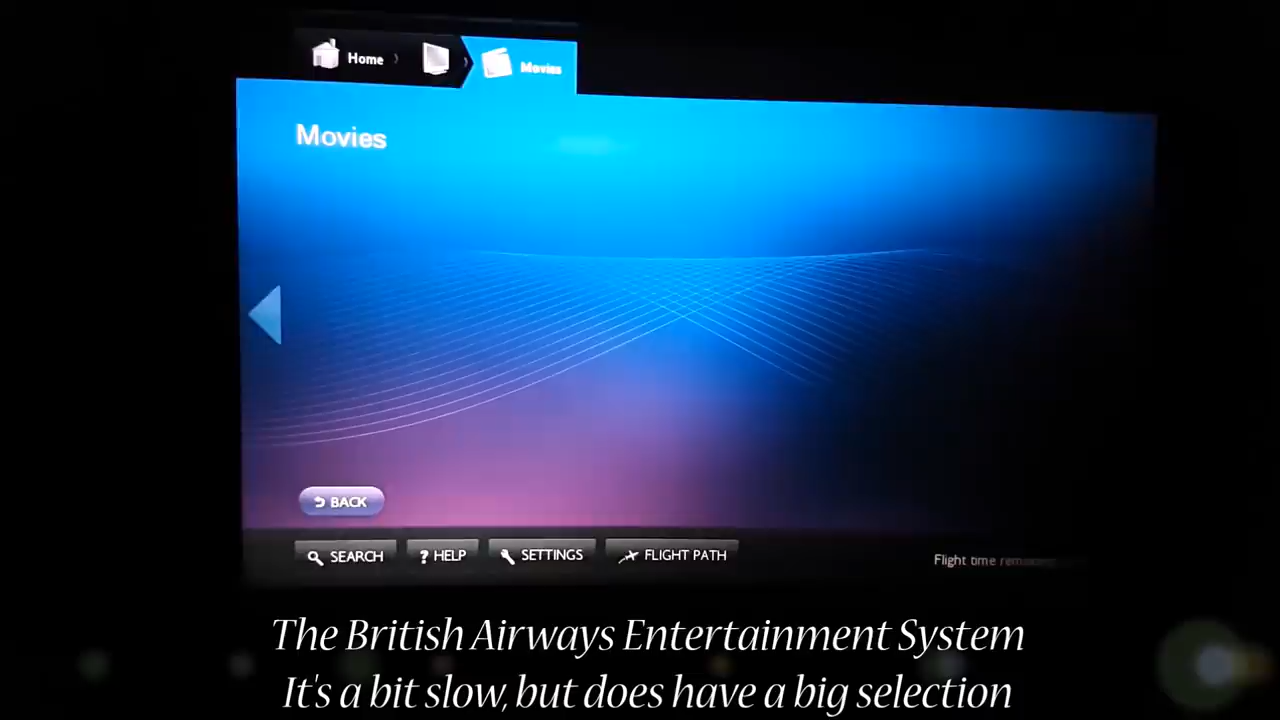 Home
Movies
Movies
BACK
SEARCH
? HELP
SETTINGS
FLIGHT PATH
Flight time
The British Airways Entertainment System
It's a bit slow, but does have a big selection